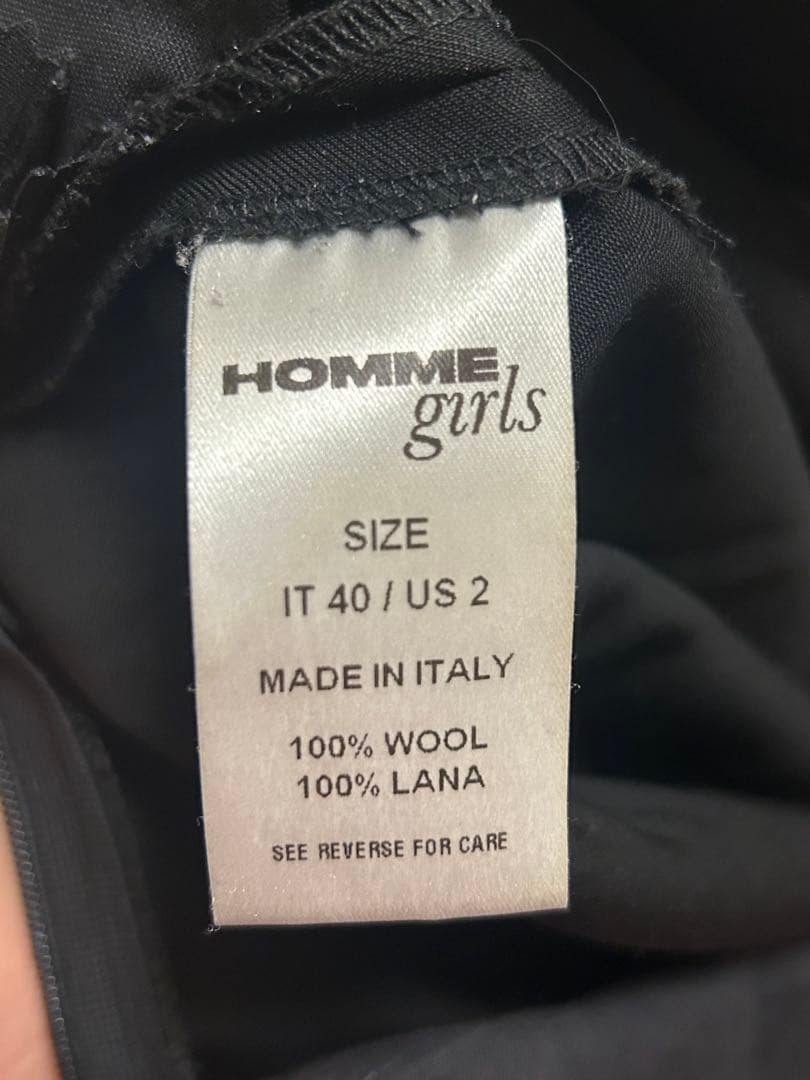 HOMME
girls
SIZE
IT 40 / US 2
MADE IN ITALY
100% WOOL
100% LANA
SEE REVERSE FOR CARE